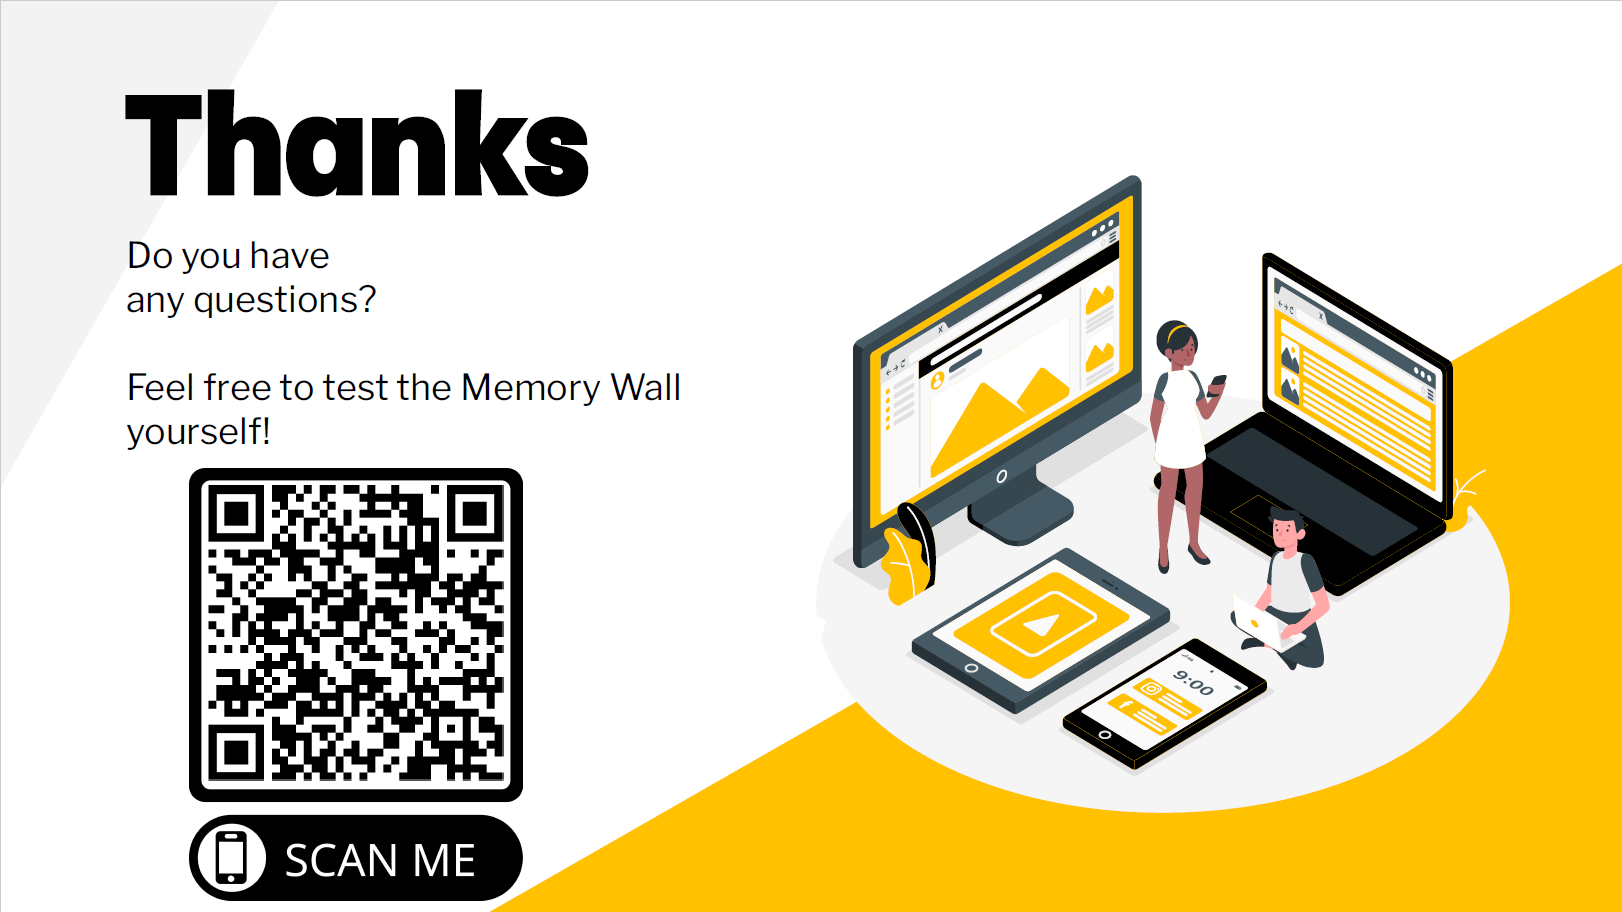 Thanks
Do you have
any questions?
Feel free to test the Memory Wall
yourself!
SCAN ME
9:00